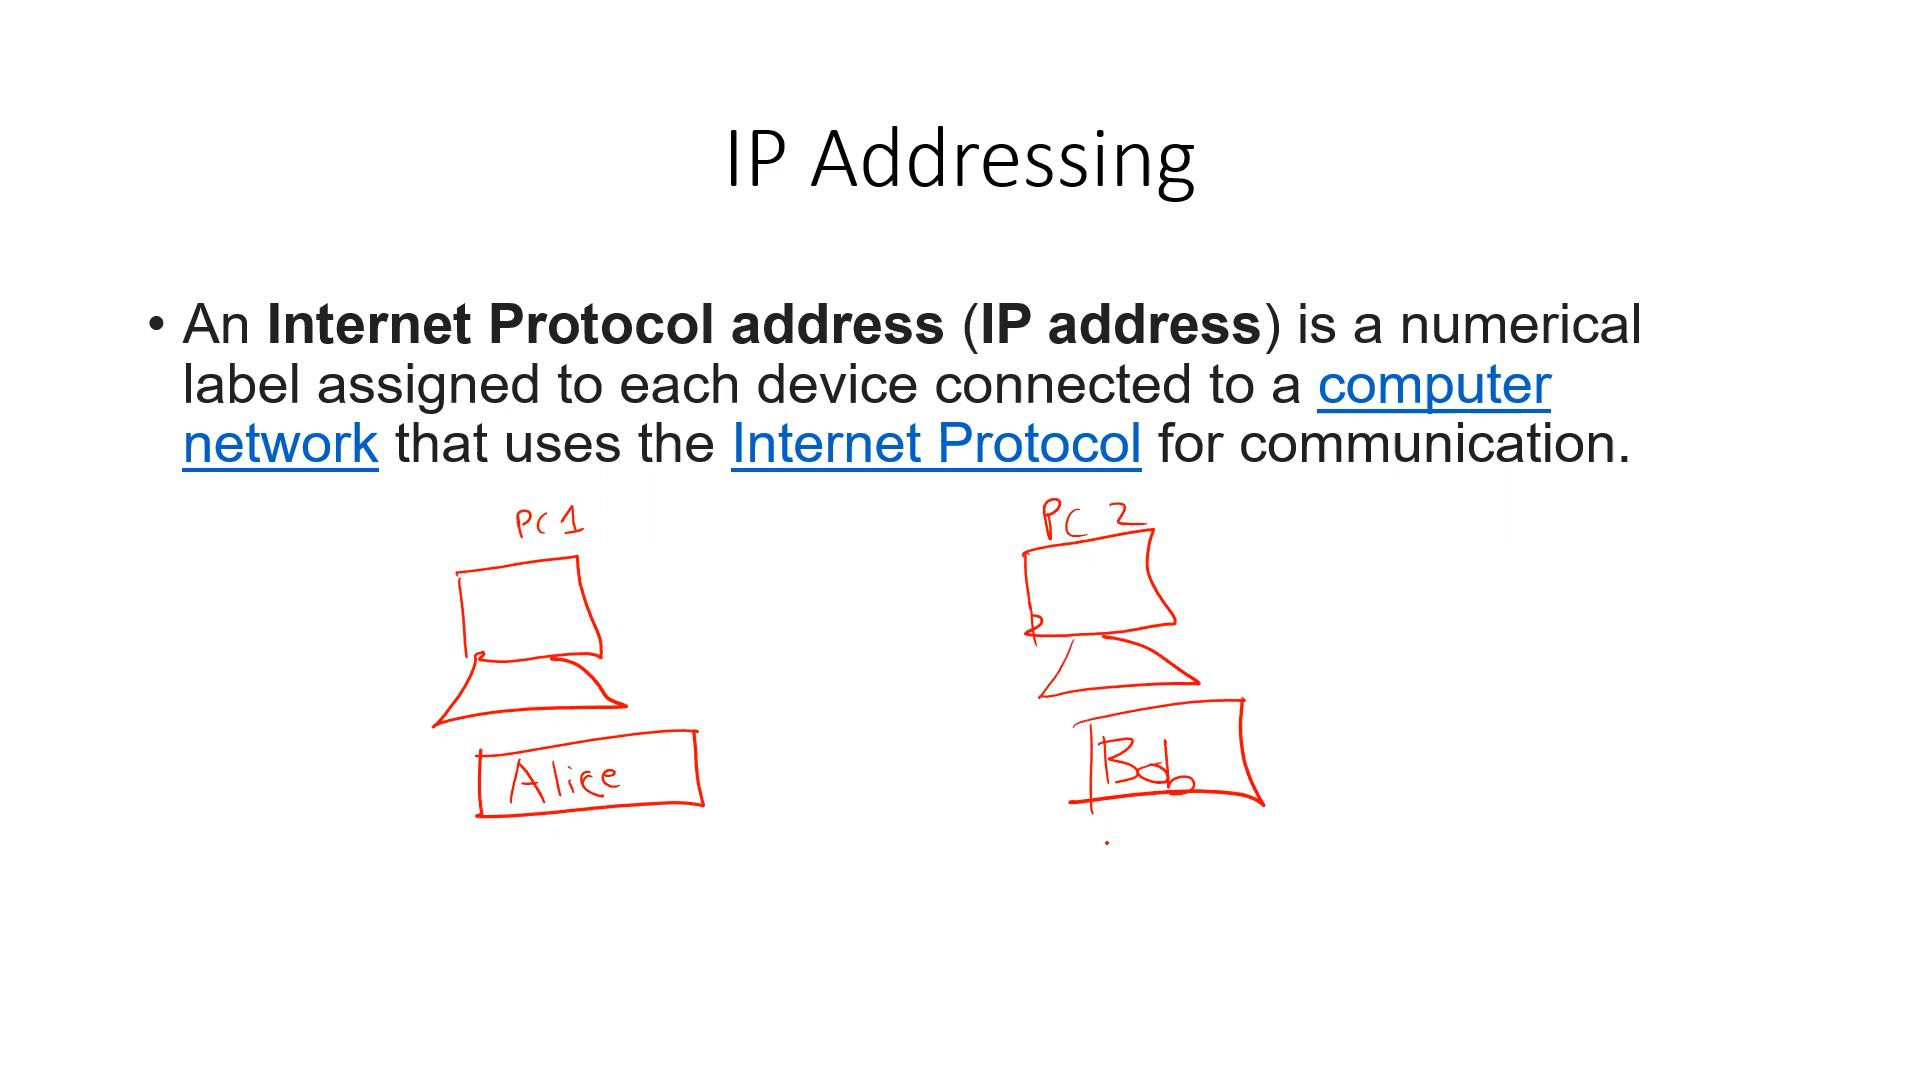 IP Addressing
• An Internet Protocol address (IP address) is a numerical
label assigned to each device connected to a computer
network that uses the Internet Protocol for communication.
PC 1
PC 2
Alice
Bob